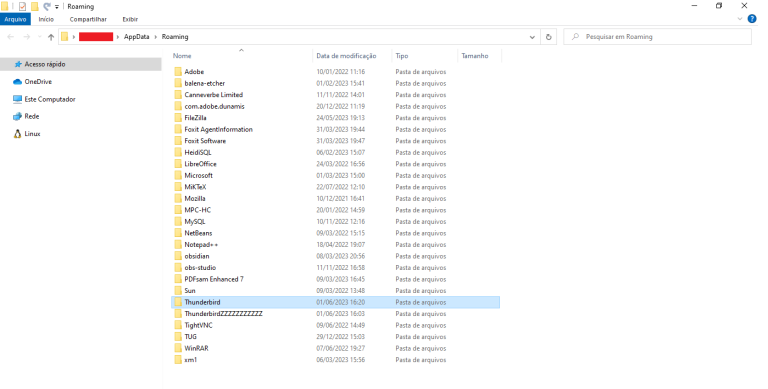 Roaming
Arquivo Início Compartilhar Exibir
AppData Roaming Pesquisar em Roaming
Acesso rápido
OneDrive
Este Computador
Rede
Linux
Nome Data de modificação Tipo Tamanho
Adobe 10/01/2022 11:16 Pasta de arquivos
balena-etcher 01/02/2023 15:41 Pasta de arquivos
Canneverbe Limited 11/11/2022 14:01 Pasta de arquivos
com.adobe.dunamis 20/12/2022 11:19 Pasta de arquivos
FileZilla 24/05/2023 19:13 Pasta de arquivos
Foxit AgentInformation 31/03/2023 19:44 Pasta de arquivos
Foxit Software 31/03/2023 19:47 Pasta de arquivos
HeidiSQL 06/02/2023 15:07 Pasta de arquivos
LibreOffice 24/03/2022 16:56 Pasta de arquivos
Microsoft 01/03/2023 15:00 Pasta de arquivos
MiKTeX 22/07/2022 12:10 Pasta de arquivos
Mozilla 10/12/2021 16:41 Pasta de arquivos
MPC-HC 20/01/2022 14:59 Pasta de arquivos
MySQL 10/11/2022 12:16 Pasta de arquivos
NetBeans 09/03/2022 15:15 Pasta de arquivos
Notepad++ 18/04/2022 19:07 Pasta de arquivos
obsidian 08/03/2023 20:56 Pasta de arquivos
obs-studio 11/11/2022 16:58 Pasta de arquivos
PDFsam Enhanced 7 09/03/2023 16:45 Pasta de arquivos
Sun 09/03/2022 13:48 Pasta de arquivos
Thunderbird 01/06/2023 16:20 Pasta de arquivos
ThunderbirdZZZZZZZZZZZ 01/06/2023 16:03 Pasta de arquivos
TightVNC 09/06/2022 14:49 Pasta de arquivos
TUG 29/12/2022 15:03 Pasta de arquivos
WinRAR 07/06/2022 19:27 Pasta de arquivos
xm1 06/03/2023 15:56 Pasta de arquivos